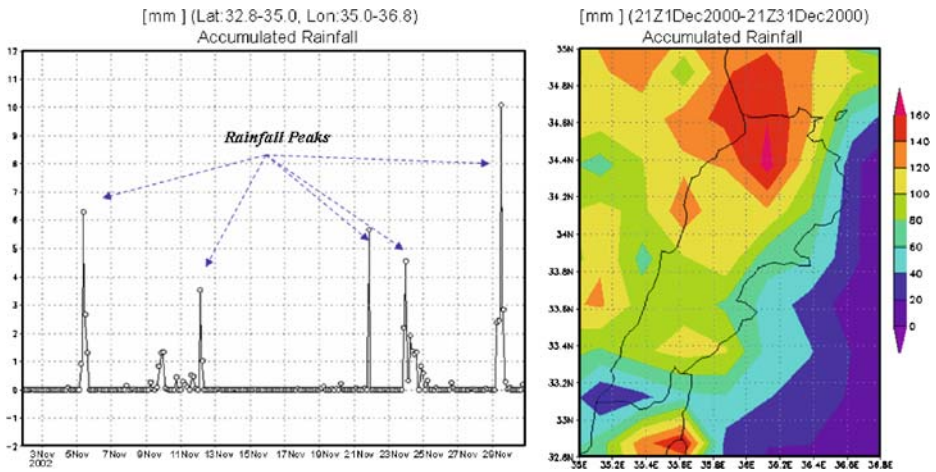 [mm ] (Lat:32.8-35.0, Lon:35.0-36.8)
Accumulated Rainfall
12
11
10
9
8
7
6
5
4
3
2
1
0
-1
-2
Rainfall Peaks
3Nov 5Nov 7Nov 9Nov 11Nov 13Nov 15Nov 17Nov 19Nov 21Nov 23Nov 25Nov 27Nov 29Nov
2002
[mm ] (21Z1Dec2000-21Z31Dec2000)
Accumulated Rainfall
35N
34.8N
34.6N
34.4N
34.2N
34N
33.8N
33.6N
33.4N
33.2N
33N
32.8N
35E 35.2E 35.4E 35.6E 35.8E 36E 36.2E 36.4E 36.6E 36.8E
160
140
120
100
80
60
40
20
0